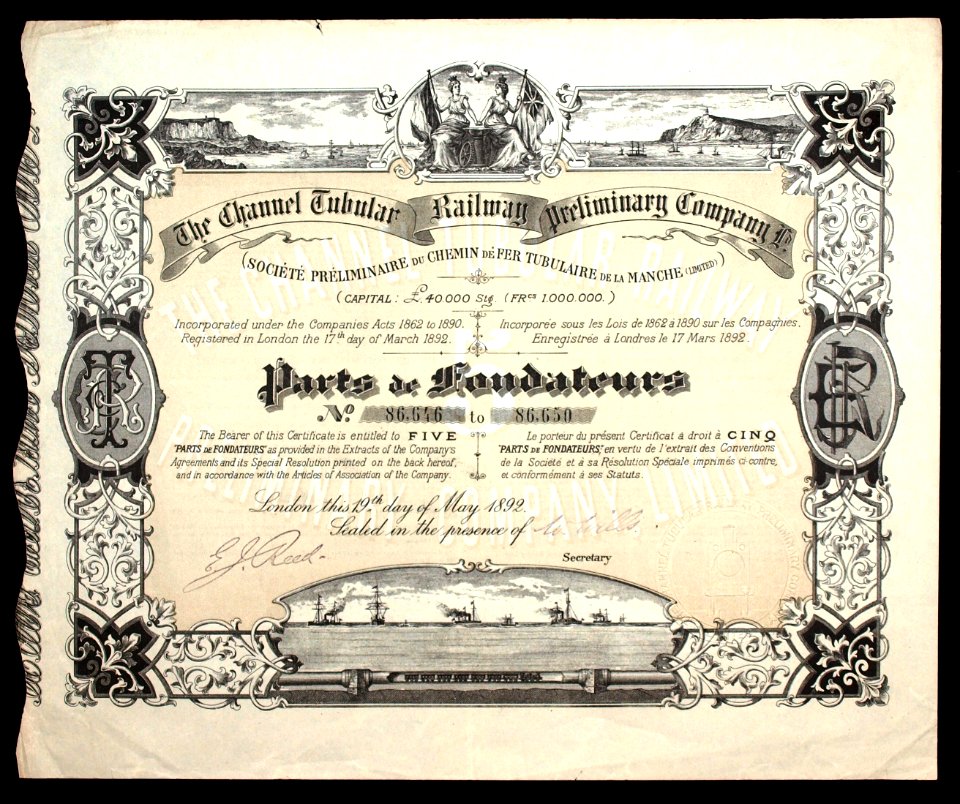 The Channel Tubular Railway Preliminary Company Ld
(SOCIÉTÉ PRÉLIMINAIRE DU CHEMIN DE FER TUBULAIRE DE LA MANCHE (LIMITED))
(CAPITAL: £40.000 Stg. (FRcs 1.000.000.)
Incorporated under the Companies Acts 1862 to 1890.
Registered in London the 17th day of March 1892.
Incorporée sous les Lois de 1862 à 1890 sur les Compagnies.
Enregistrée à Londres le 17 Mars 1892.
Parts de Fondateurs
No. 86,646 to 86,650
The Bearer of this Certificate is entitled to FIVE
"PARTS DE FONDATEURS" as provided in the Extracts of the Company's
Agreements and its Special Resolution printed on the back hereof,
and in accordance with the Articles of Association of the Company.
Le porteur du présent Certificat a droit à CINQ
"PARTS DE FONDATEURS", en vertu de l'extrait des Conventions
de la Société et à sa Résolution Spéciale imprimés ci-contre,
et conformément à ses Statuts.
London this 19th day of May 1892.
Sealed in the presence of
E. J. Reed
Secretary
THE CHANNEL TUBULAR RAILWAY
PRELIMINARY COMPANY, LIMITED